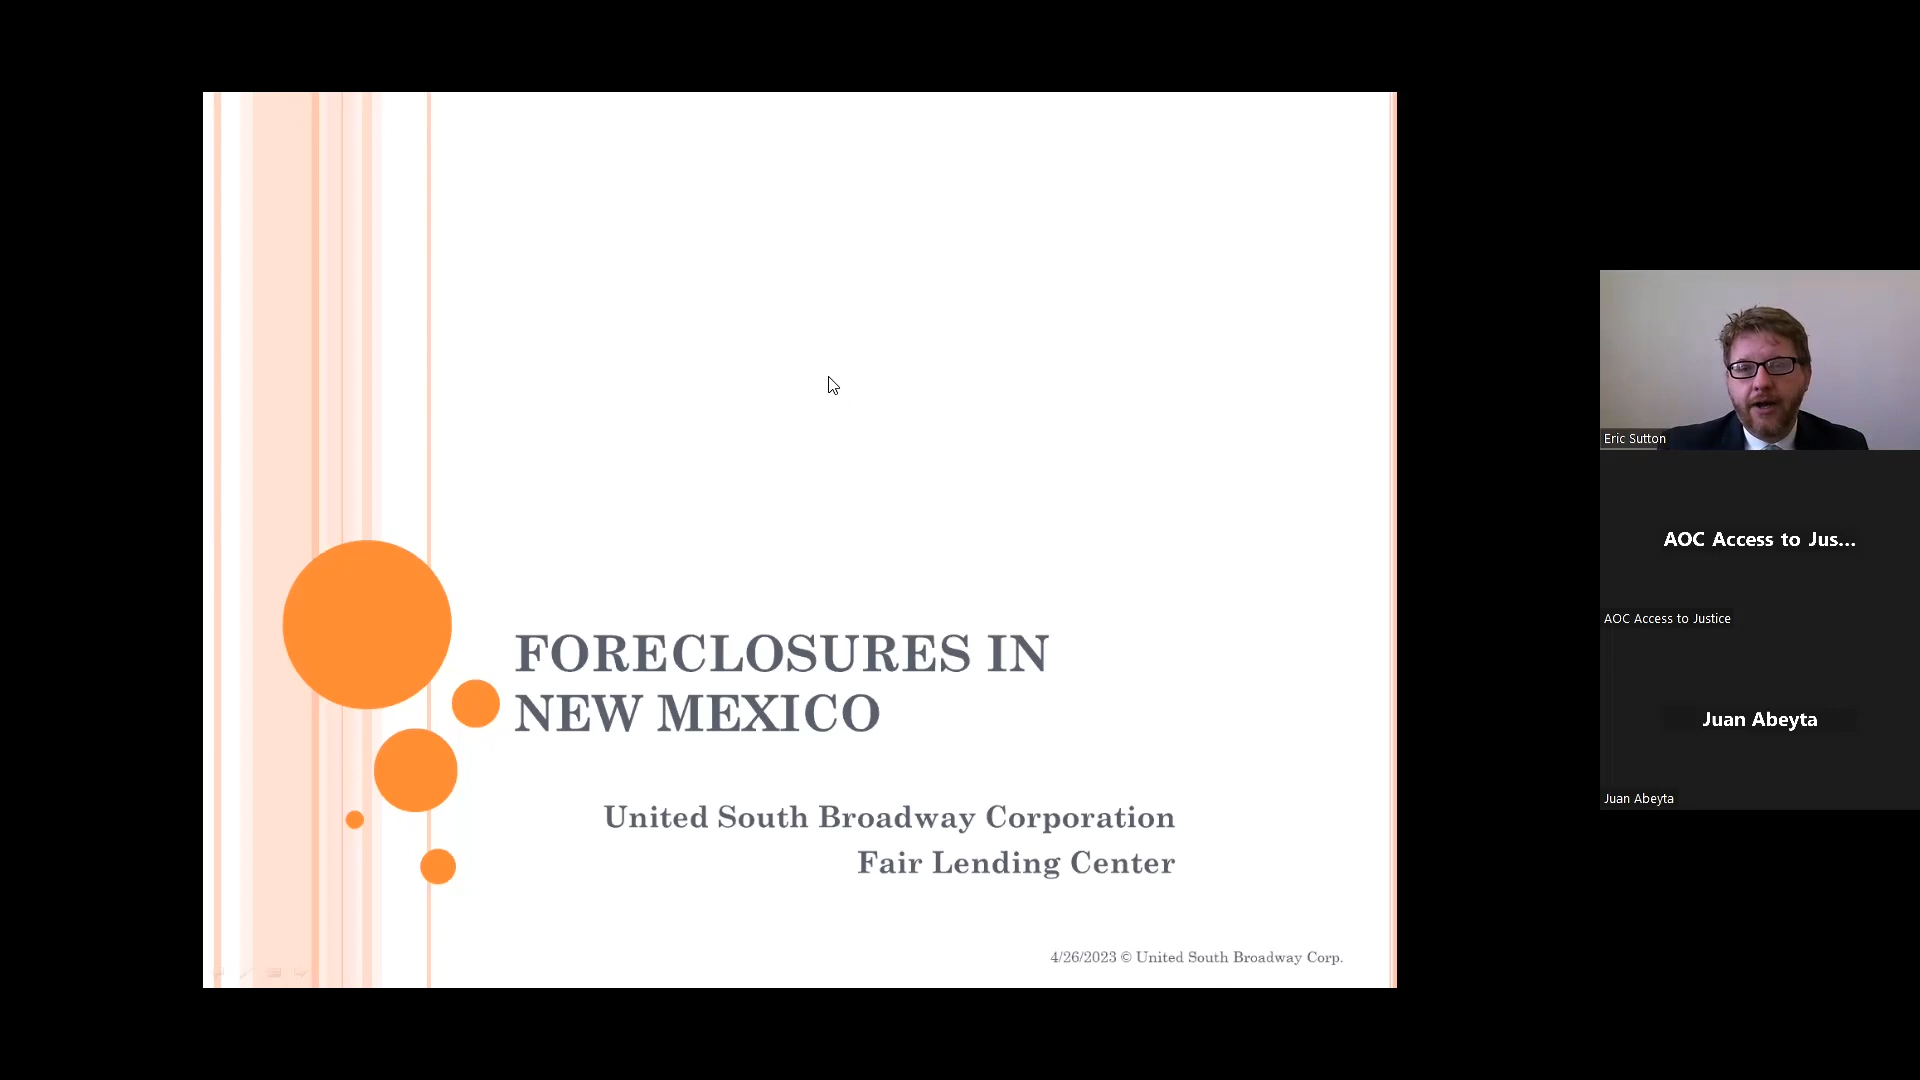 FORECLOSURES IN
NEW MEXICO
United South Broadway Corporation
Fair Lending Center
4/26/2023 © United South Broadway Corp.
Eric Sutton
AOC Access to Jus...
AOC Access to Justice
Juan Abeyta
Juan Abeyta